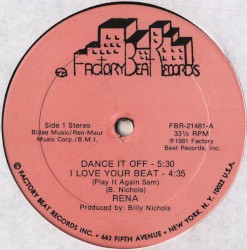 FACTORY BEAT RECORDS
Side 1 Stereo
Bilee Music/Ren-Maur
Music Corp./B.M.I.
FBR-21481-A
33⅓ RPM
℗1981 Factory
Beat Records, Inc.
DANCE IT OFF - 5:30
I LOVE YOUR BEAT - 4:35
(Play It Again Sam)
(B. Nichols)
RENA
Produced by: Billy Nichols
© FACTORY BEAT RECORDS INC. • 663 FIFTH AVENUE • NEW YORK, N.Y. 10022 U.S.A.